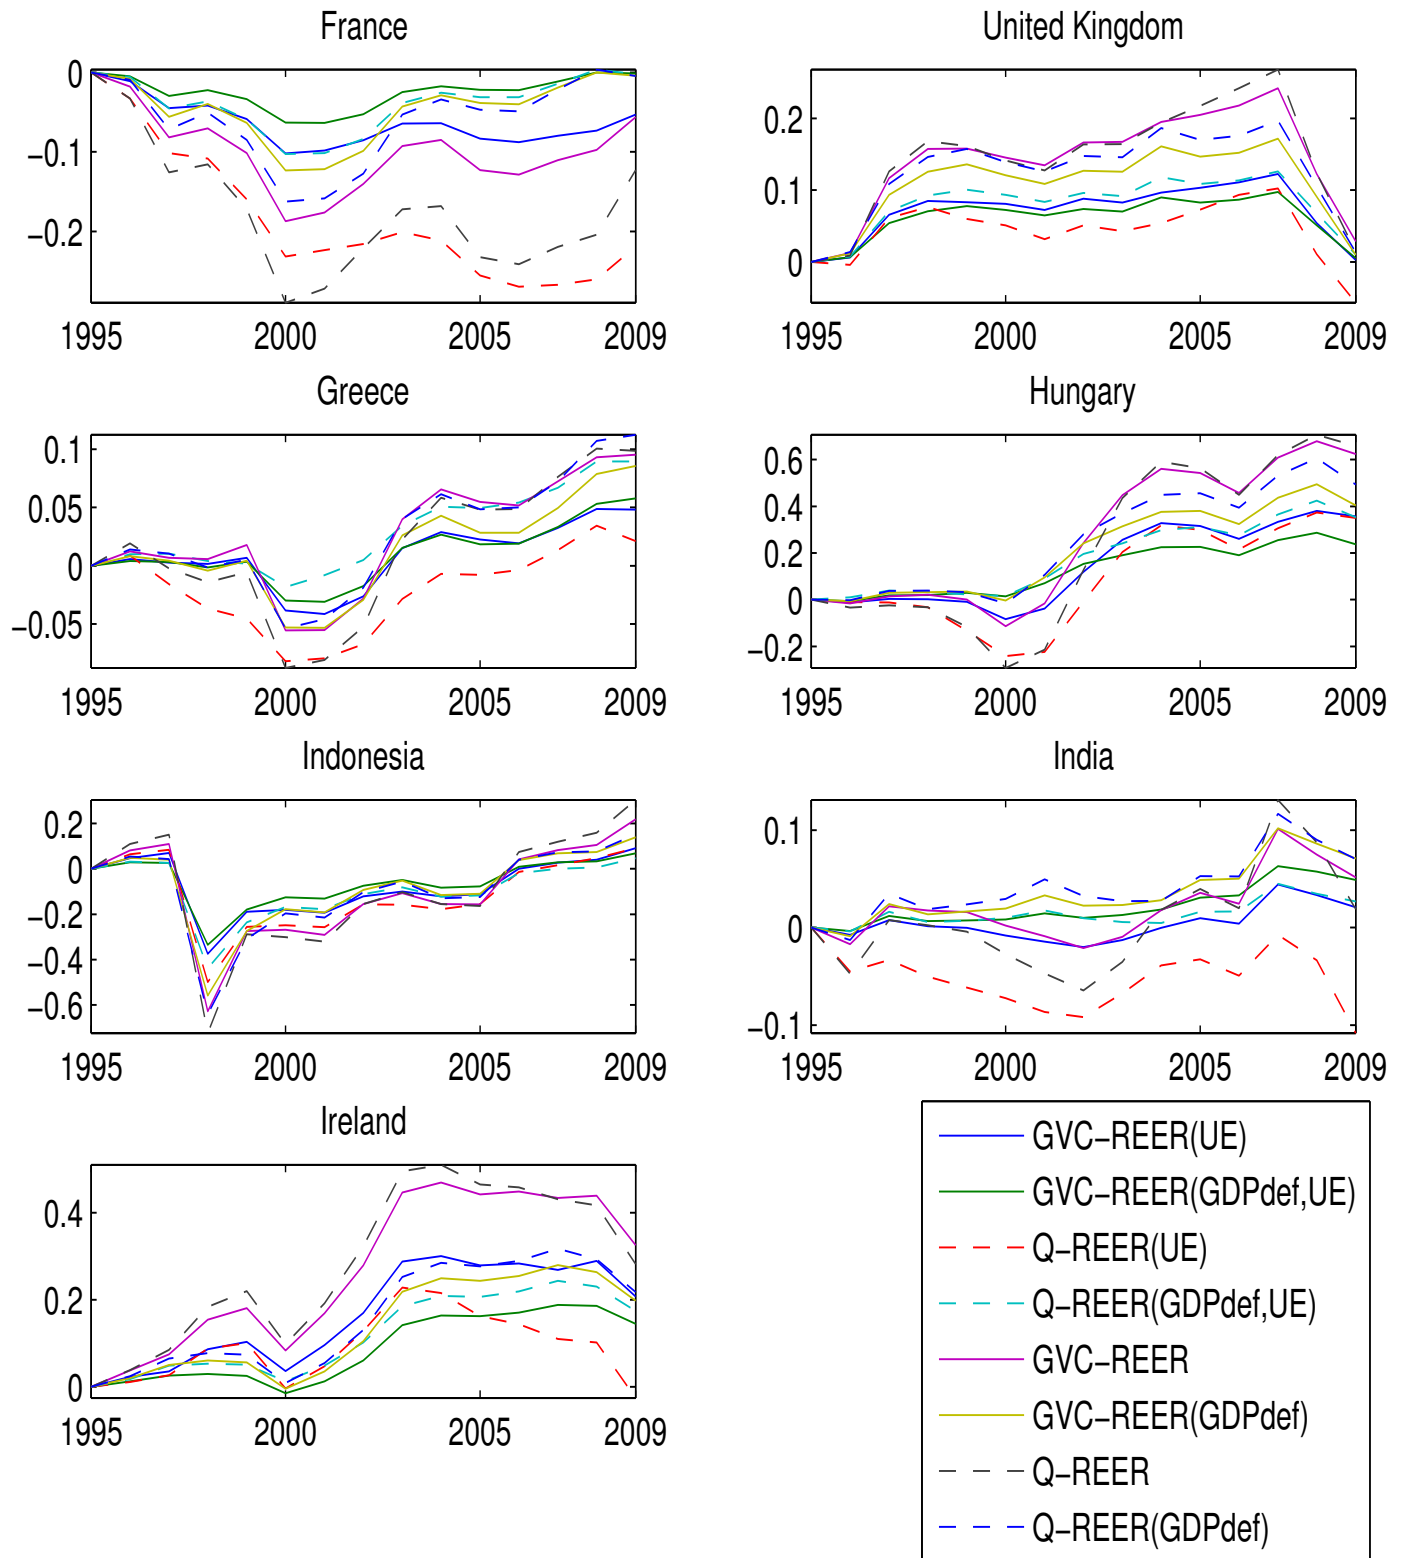 France
0
−0.1
−0.2
1995 2000 2005 2009
United Kingdom
0.2
0.1
0
1995 2000 2005 2009
Greece
0.1
0.05
0
−0.05
1995 2000 2005 2009
Hungary
0.6
0.4
0.2
0
−0.2
1995 2000 2005 2009
Indonesia
0.2
0
−0.2
−0.4
−0.6
1995 2000 2005 2009
India
0.1
0
−0.1
1995 2000 2005 2009
Ireland
0.4
0.2
0
1995 2000 2005 2009
GVC−REER(UE)
GVC−REER(GDPdef,UE)
Q−REER(UE)
Q−REER(GDPdef,UE)
GVC−REER
GVC−REER(GDPdef)
Q−REER
Q−REER(GDPdef)